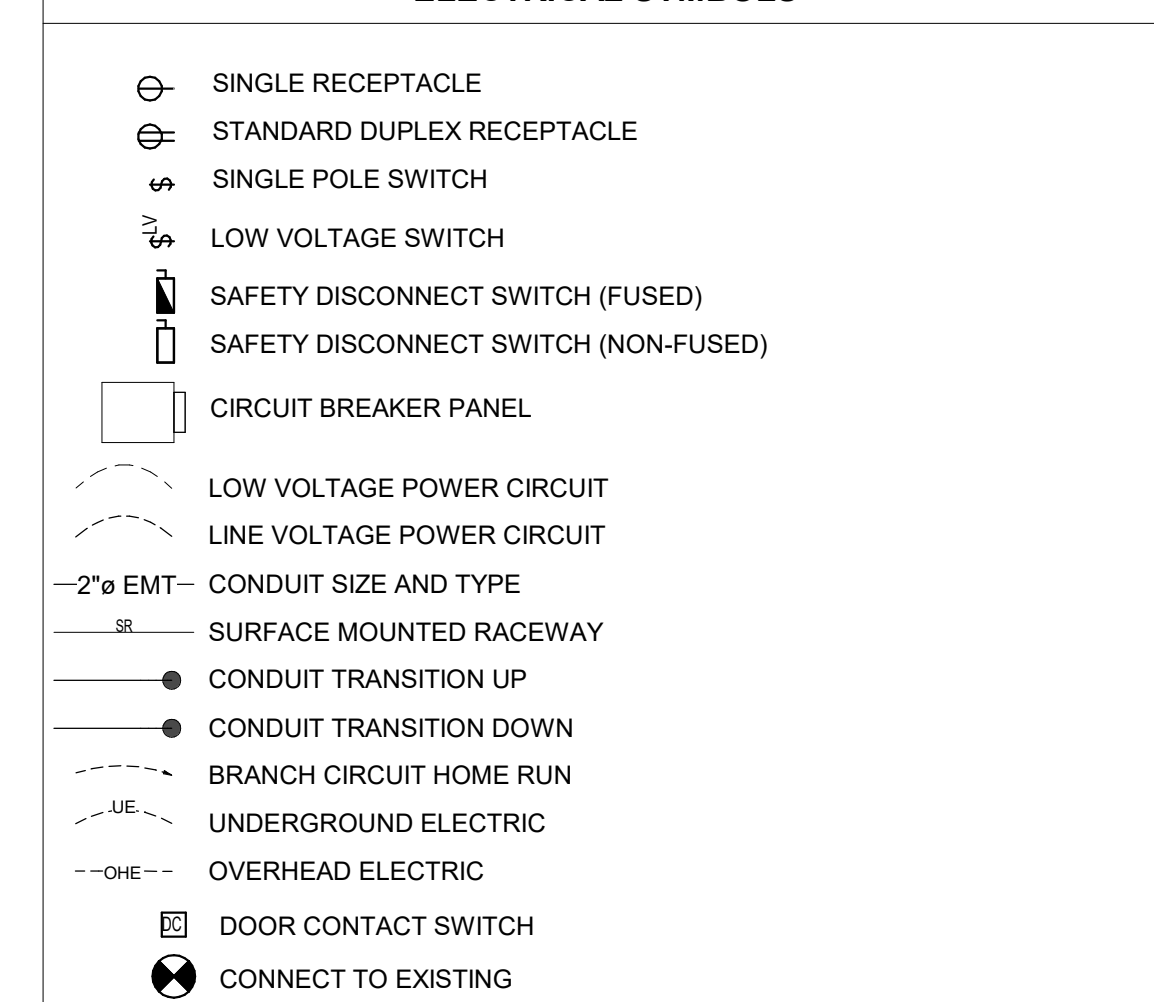 ELECTRICAL SYMBOLS
SINGLE RECEPTACLE
STANDARD DUPLEX RECEPTACLE
$ SINGLE POLE SWITCH
LV $ LOW VOLTAGE SWITCH
SAFETY DISCONNECT SWITCH (FUSED)
SAFETY DISCONNECT SWITCH (NON-FUSED)
CIRCUIT BREAKER PANEL
LOW VOLTAGE POWER CIRCUIT
LINE VOLTAGE POWER CIRCUIT
2"ø EMT CONDUIT SIZE AND TYPE
SR SURFACE MOUNTED RACEWAY
CONDUIT TRANSITION UP
CONDUIT TRANSITION DOWN
BRANCH CIRCUIT HOME RUN
UE UNDERGROUND ELECTRIC
OHE OVERHEAD ELECTRIC
DC DOOR CONTACT SWITCH
CONNECT TO EXISTING